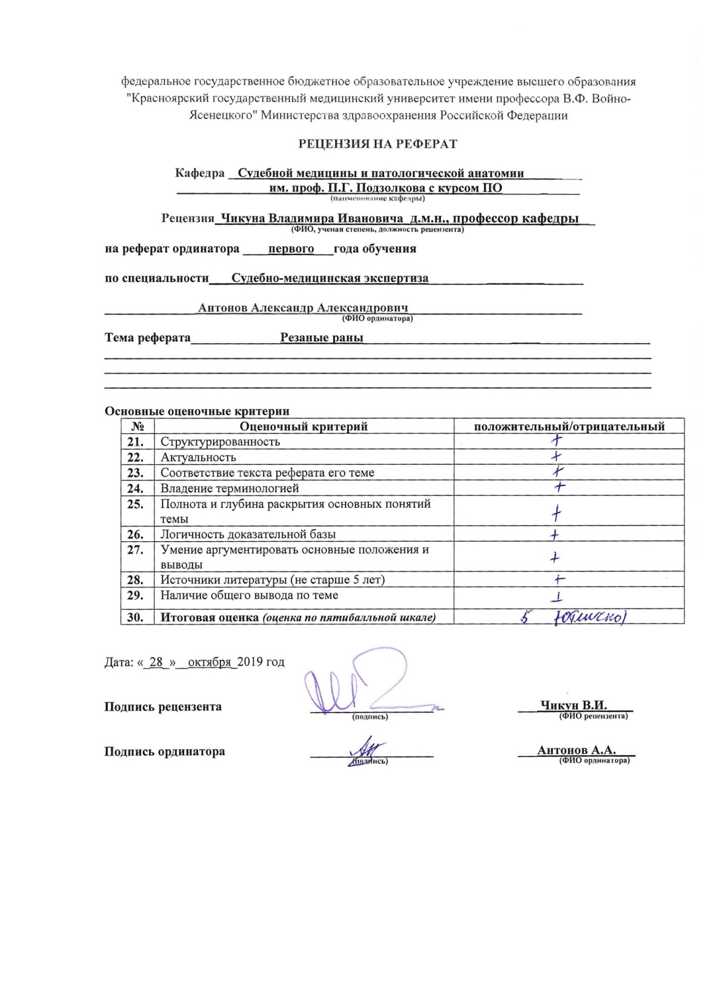 федеральное государственное бюджетное образовательное учреждение высшего образования
"Красноярский государственный медицинский университет имени профессора В.Ф. Войно-
Ясенецкого" Министерства здравоохранения Российской Федерации
РЕЦЕНЗИЯ НА РЕФЕРАТ
Кафедра Судебной медицины и патологической анатомии
им. проф. П.Г. Подзолкова с курсом ПО
(наименование кафедры)
Рецензия Чикуна Владимира Ивановича д.м.н., профессор кафедры
(ФИО, ученая степень, должность рецензента)
на реферат ординатора первого года обучения
по специальности Судебно-медицинская экспертиза
Антонов Александр Александрович
(ФИО ординатора)
Тема реферата Резаные раны
Основные оценочные критерии
№ Оценочный критерий положительный/отрицательный
21. Структурированность +
22. Актуальность +
23. Соответствие текста реферата его теме +
24. Владение терминологией +
25. Полнота и глубина раскрытия основных понятий
темы +
26. Логичность доказательной базы +
27. Умение аргументировать основные положения и
выводы +
28. Источники литературы (не старше 5 лет) +
29. Наличие общего вывода по теме +
30. Итоговая оценка (оценка по пятибалльной шкале) 5 (отлично)
Дата: «_28_»__октября_2019 год
Подпись рецензента Чикун В.И.
(подпись) (ФИО рецензента)
Подпись ординатора Антонов А.А.
(подпись) (ФИО ординатора)